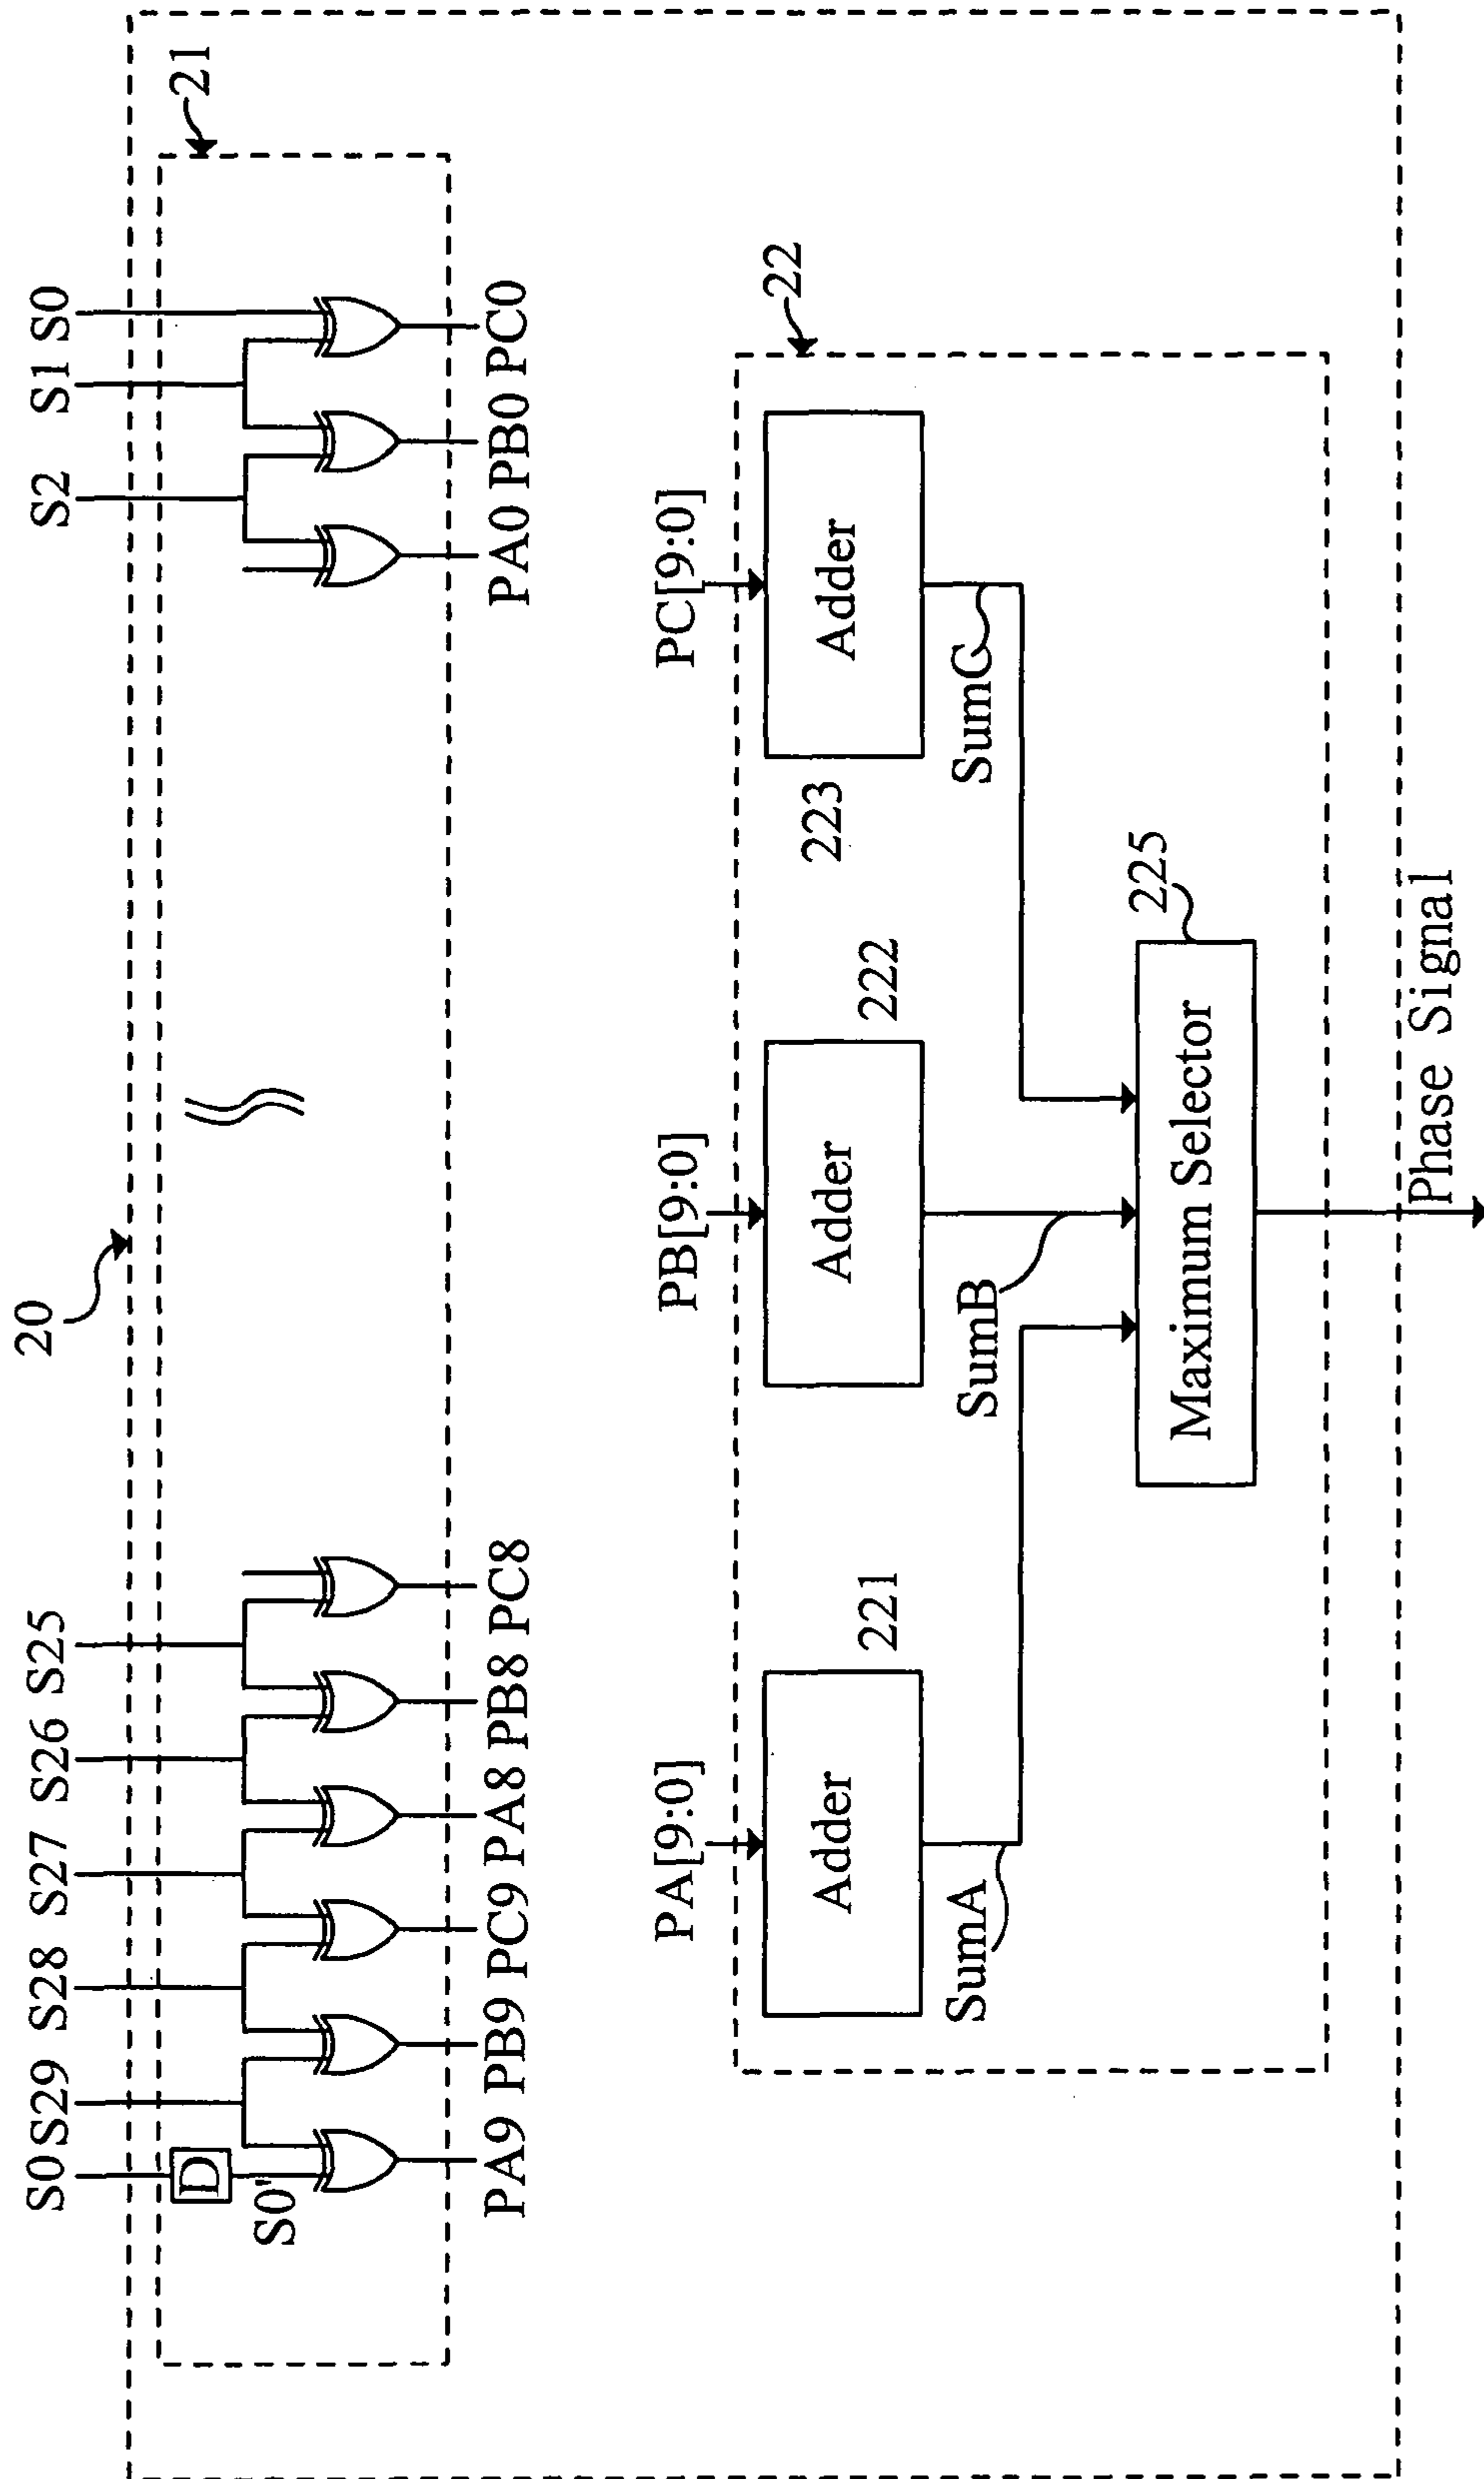 20
S0 S29 S28 S27 S26 S25 S2 S1 S0
21
D
S0'
PA9 PB9 PC9 PA8 PB8 PC8 PA0 PB0 PC0
22
PA[9:0] PB[9:0] PC[9:0]
Adder 221 Adder 222 223 Adder
SumA SumB SumC
225
Maximum Selector
Phase Signal